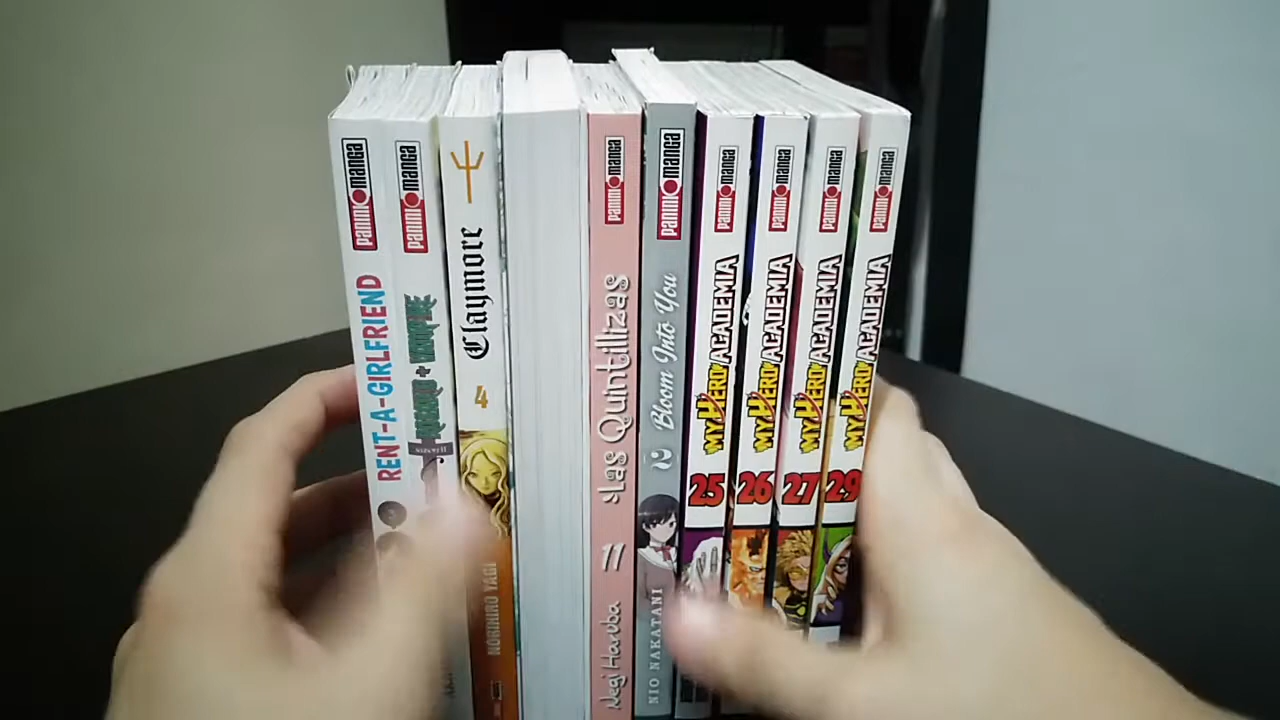 PANINI MANGA
RENT-A-GIRLFRIEND
PANINI MANGA
ROSARIO + VAMPIRE
Claymore
4
NORIHIRO YAGI
PANINI MANGA
Las Quintillizas
11
Negi Haruba
PANINI MANGA
Bloom Into You
2
NIO NAKATANI
PANINI MANGA
MY HERO ACADEMIA
25
PANINI MANGA
MY HERO ACADEMIA
26
PANINI MANGA
MY HERO ACADEMIA
27
PANINI MANGA
MY HERO ACADEMIA
29